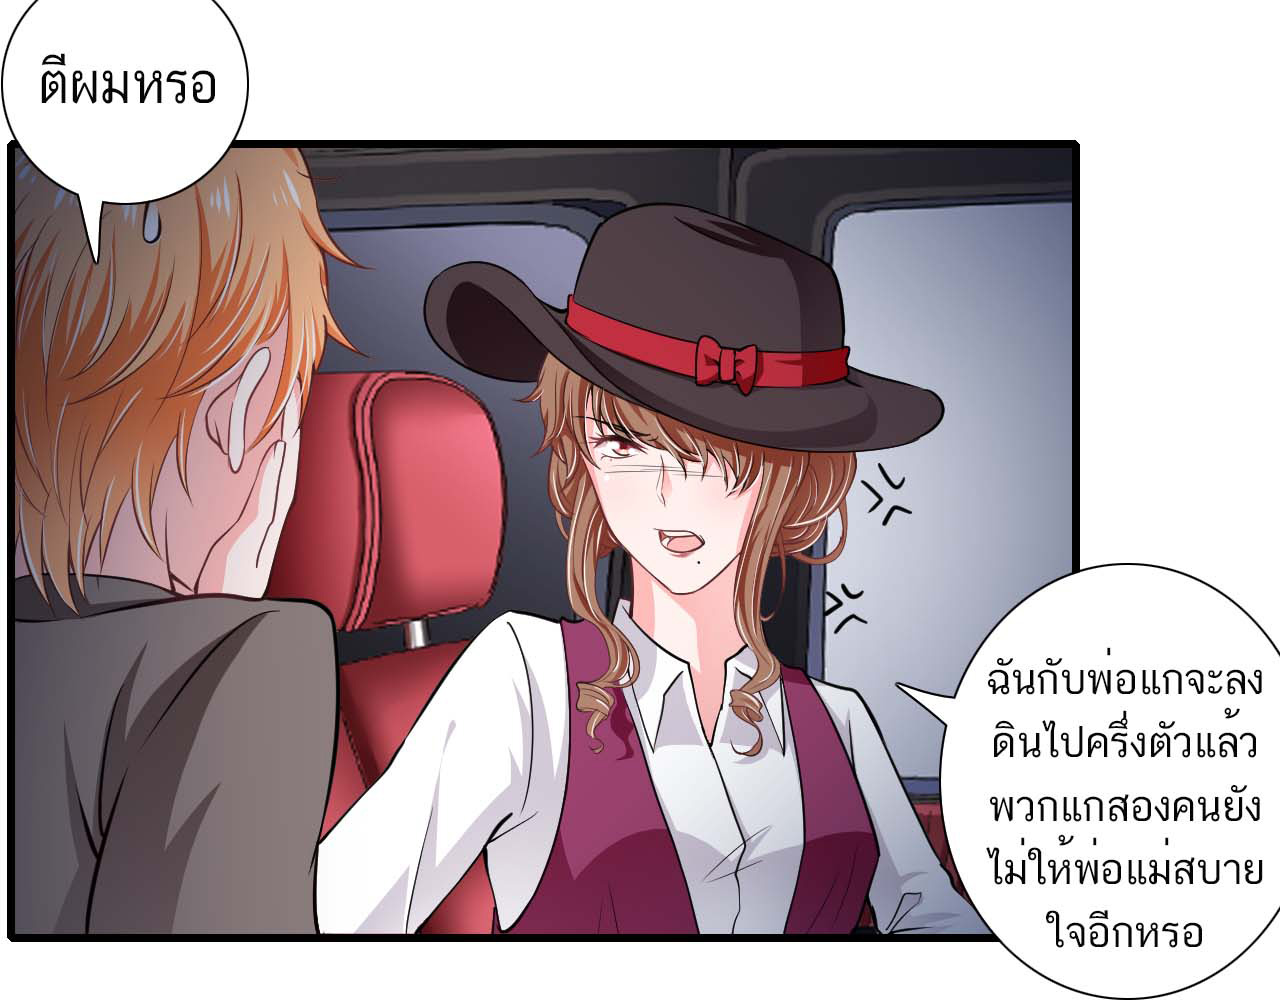 ตีผมหรอ
ฉันกับพ่อแกจะลง
ดินไปครึ่งตัวแล้ว
พวกแกสองคนยัง
ไม่ให้พ่อแม่สบาย
ใจอีกหรอ